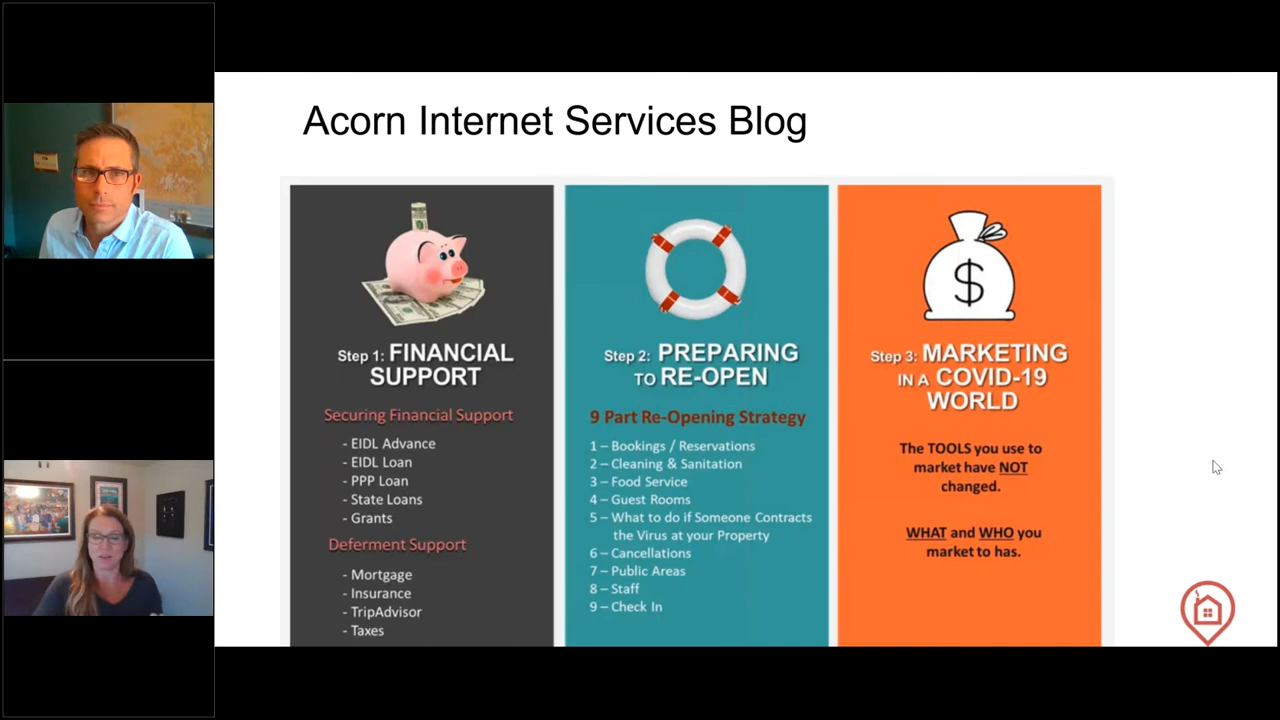 Acorn Internet Services Blog
Step 1: FINANCIAL
SUPPORT
Securing Financial Support
- EIDL Advance
- EIDL Loan
- PPP Loan
- State Loans
- Grants
Deferment Support
- Mortgage
- Insurance
- TripAdvisor
- Taxes
Step 2: PREPARING
TO RE-OPEN
9 Part Re-Opening Strategy
1 – Bookings / Reservations
2 – Cleaning & Sanitation
3 – Food Service
4 – Guest Rooms
5 – What to do if Someone Contracts
the Virus at your Property
6 – Cancellations
7 – Public Areas
8 – Staff
9 – Check In
Step 3: MARKETING
IN A COVID-19
WORLD
The TOOLS you use to
market have NOT
changed.
WHAT and WHO you
market to has.
$